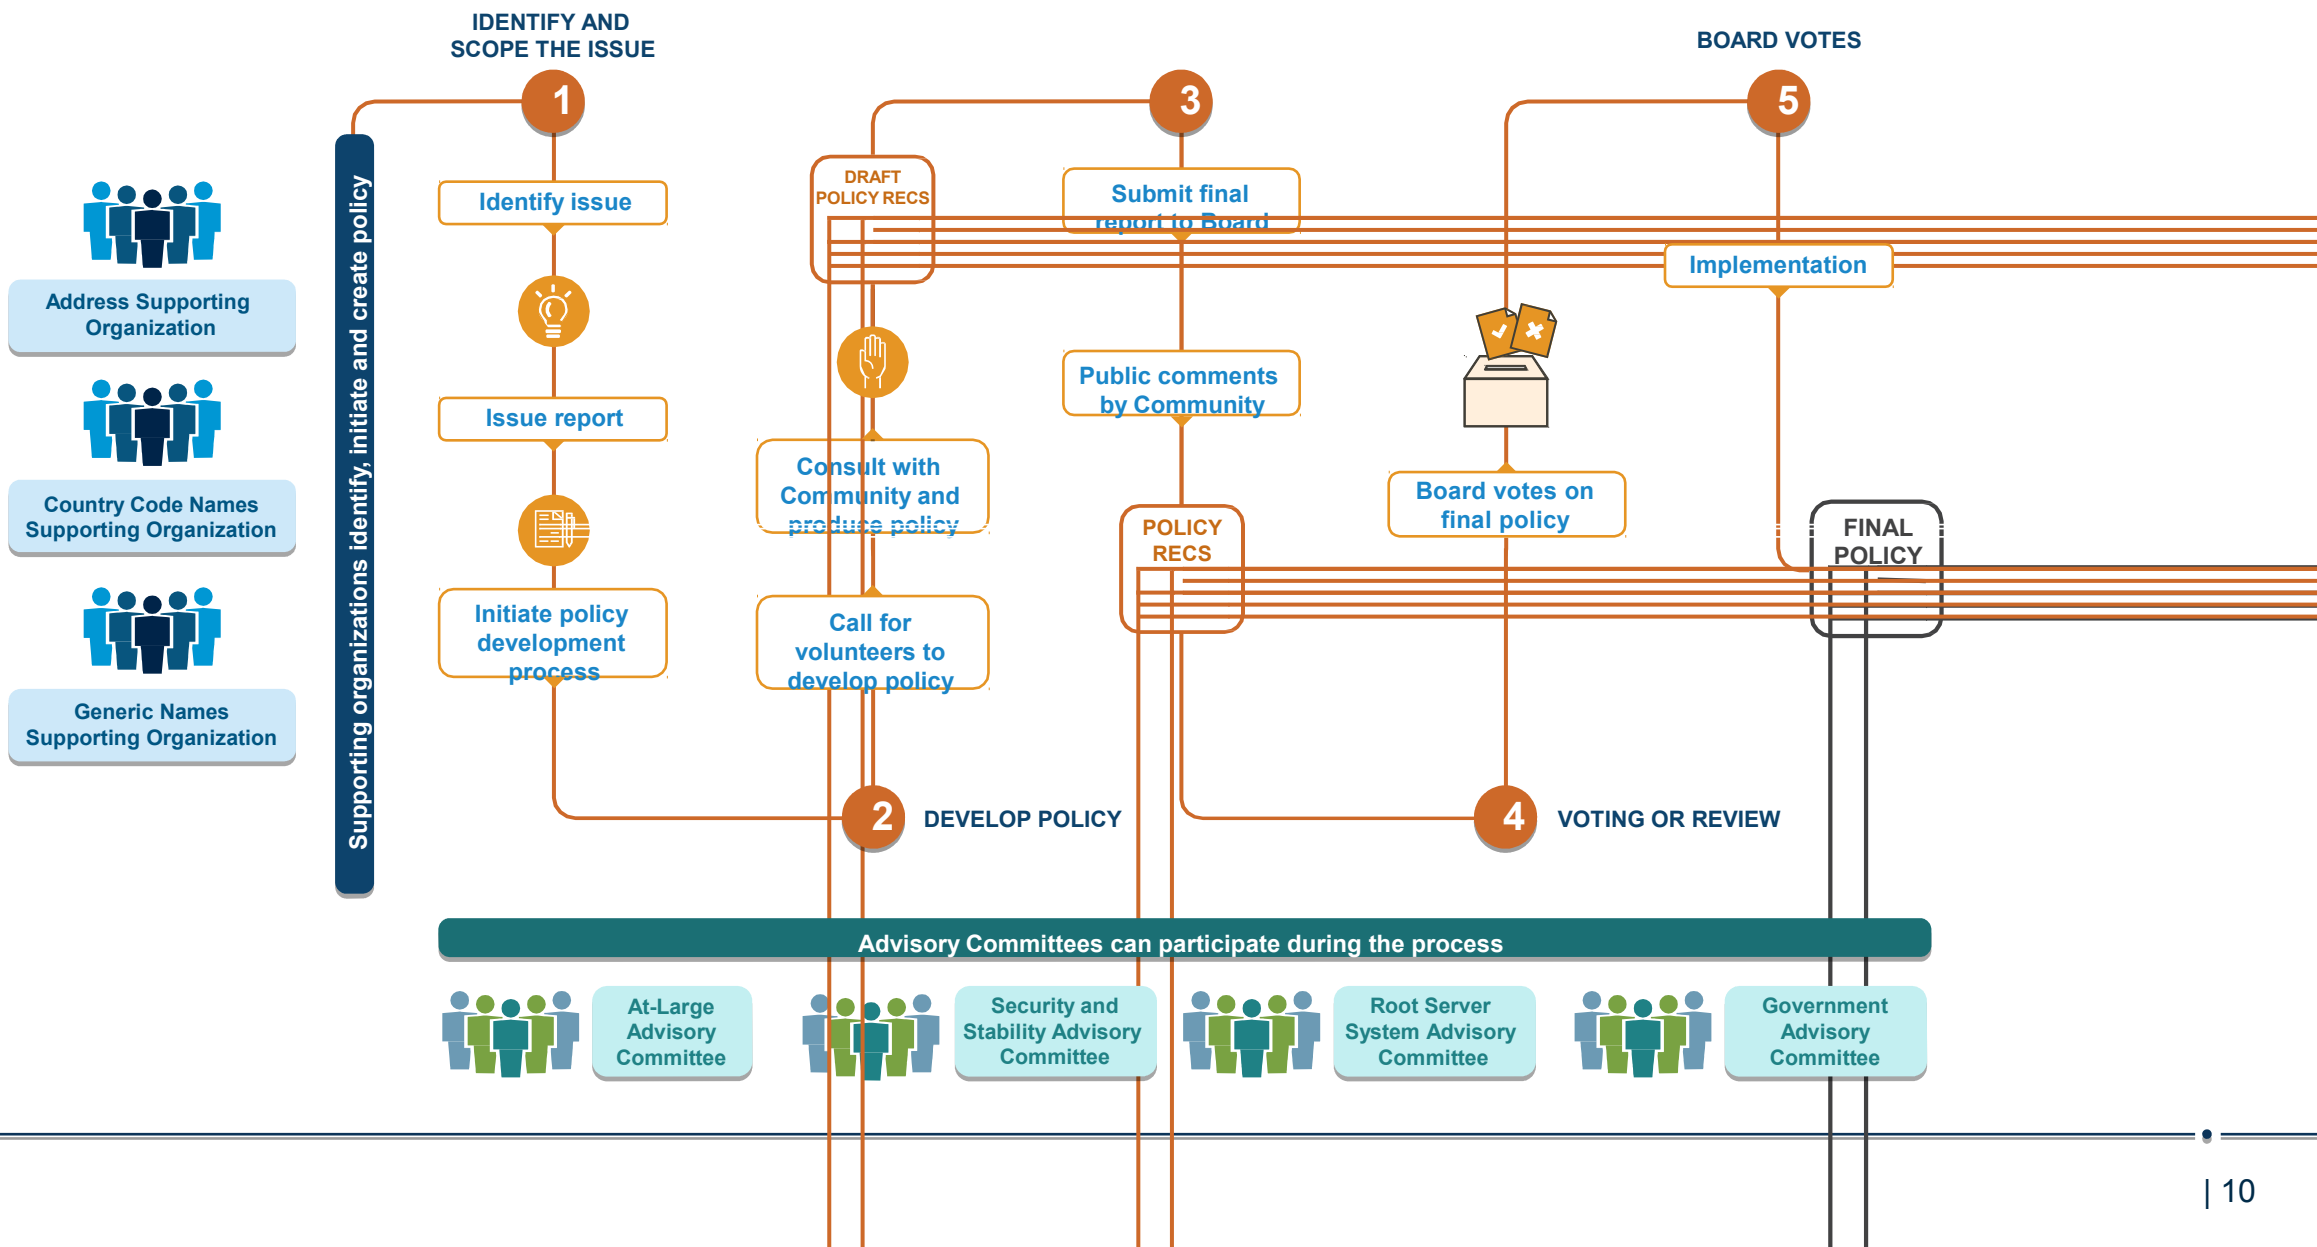 IDENTIFY AND
SCOPE THE ISSUE
BOARD VOTES
1
3
5
Supporting organizations identify, initiate and create policy
Address Supporting
Organization
Country Code Names
Supporting Organization
Generic Names
Supporting Organization
Identify issue
Issue report
Initiate policy
development
process
DRAFT
POLICY RECS
Consult with
Community and
produce policy
Call for
volunteers to
develop policy
2
DEVELOP POLICY
Submit final
report to Board
Public comments
by Community
POLICY
RECS
Board votes on
final policy
4
VOTING OR REVIEW
Implementation
FINAL
POLICY
Advisory Committees can participate during the process
At-Large
Advisory
Committee
Security and
Stability Advisory
Committee
Root Server
System Advisory
Committee
Government
Advisory
Committee
| 10